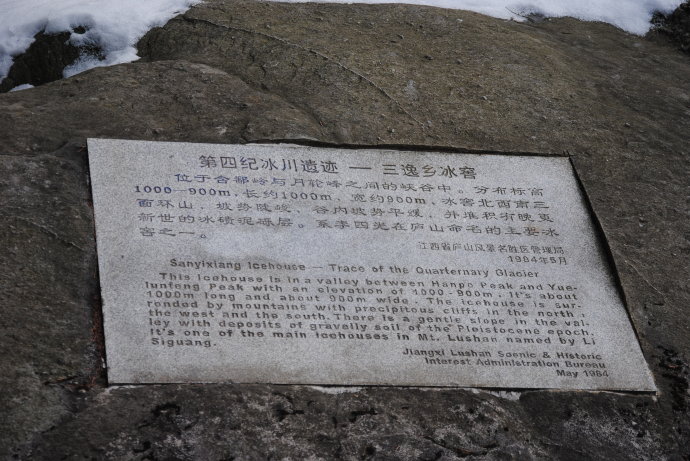 第四纪冰川遗迹 — 三逸乡冰窖
位于含鄱岭与月轮峰之间的峡谷中。分布标高
1000-900m，长约1000m，宽约900m，冰窖北西南三
面环山，坡势陡峻，谷内坡势平缓，并堆积有晚更
新世的冰碛泥砾层。系李四光在庐山命名的主要冰
窖之一。
江西省庐山风景名胜区管理局
1984年5月
Sanyixiang Icehouse — Trace of the Quarternary Glacier
This Icehouse is in a valley between Hanpo Peak and Yue-
lunfeng Peak with an elevation of 1000-900m. It's about
1000m long and about 900m wide. The icehouse is sur-
rended by mountains with precipitous cliffs in the north,
the west and the south. There is a gentle slope in the val-
ley with deposits of gravelly soil of the Pleistocene epoch.
It's one of the main icehouses in Mt. Lushan named by Li
Siguang.
Jiangxi Lushan Scenic & Historic
Interest Administration Bureau
May 1984